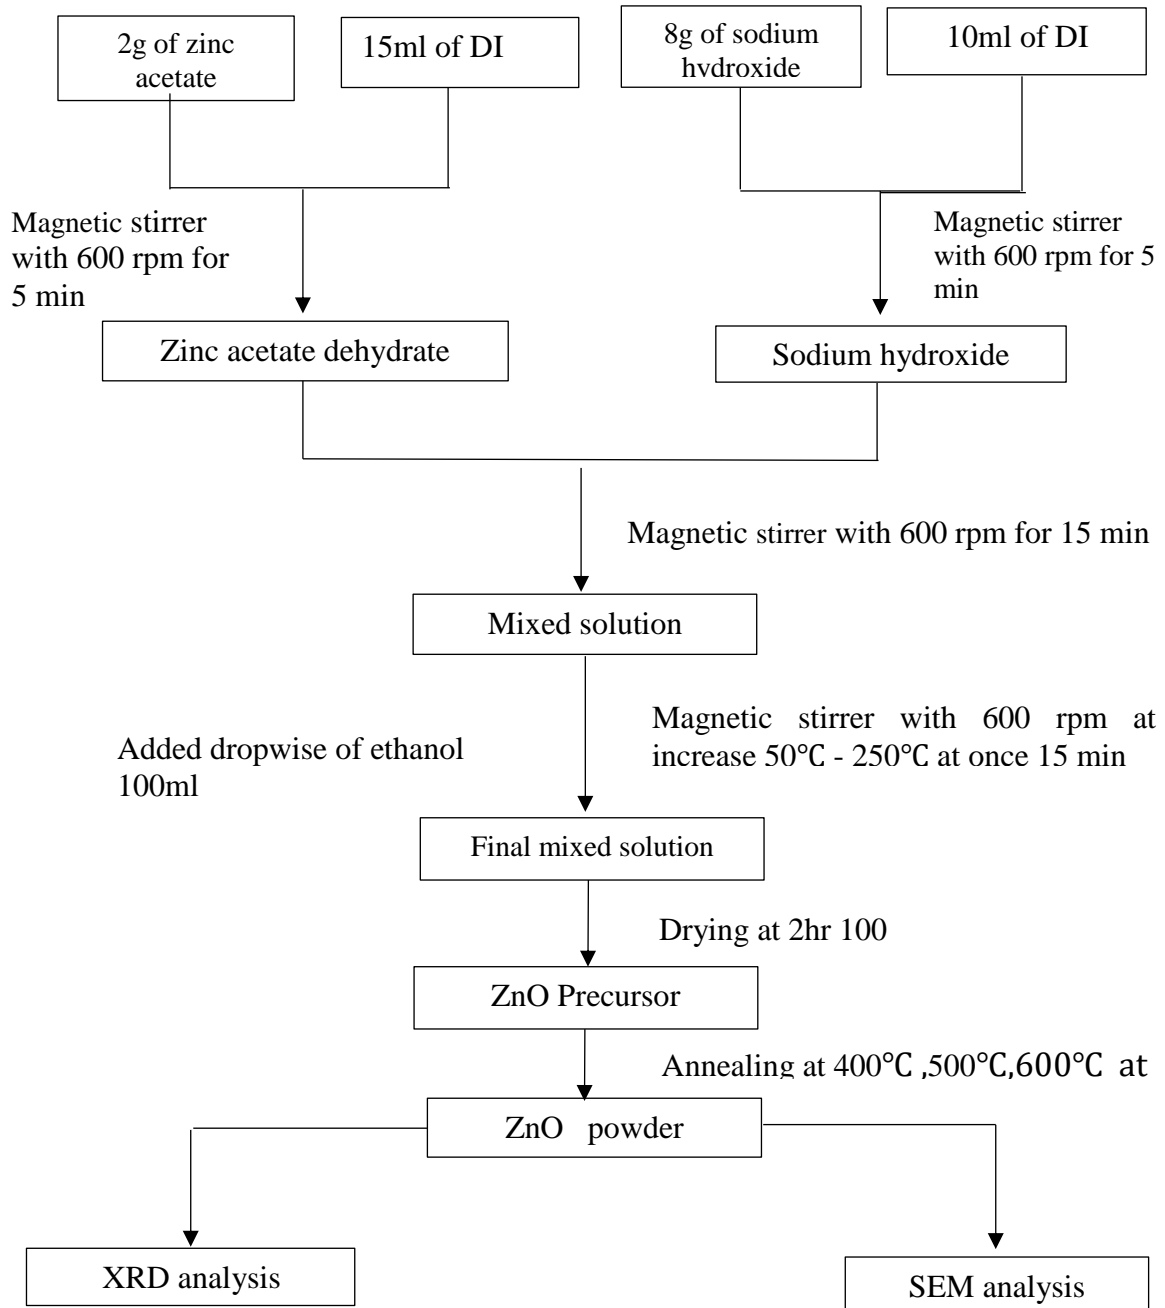 2g of zinc
acetate
15ml of DI
8g of sodium
hydroxide
10ml of DI
Magnetic stirrer
with 600 rpm for
5 min
Magnetic stirrer
with 600 rpm for 5
min
Zinc acetate dehydrate
Sodium hydroxide
Magnetic stirrer with 600 rpm for 15 min
Mixed solution
Added dropwise of ethanol
100ml
Magnetic stirrer with 600 rpm at
increase 50℃ - 250℃ at once 15 min
Final mixed solution
Drying at 2hr 100
ZnO Precursor
Annealing at 400℃ ,500℃,600℃ at
ZnO powder
XRD analysis
SEM analysis